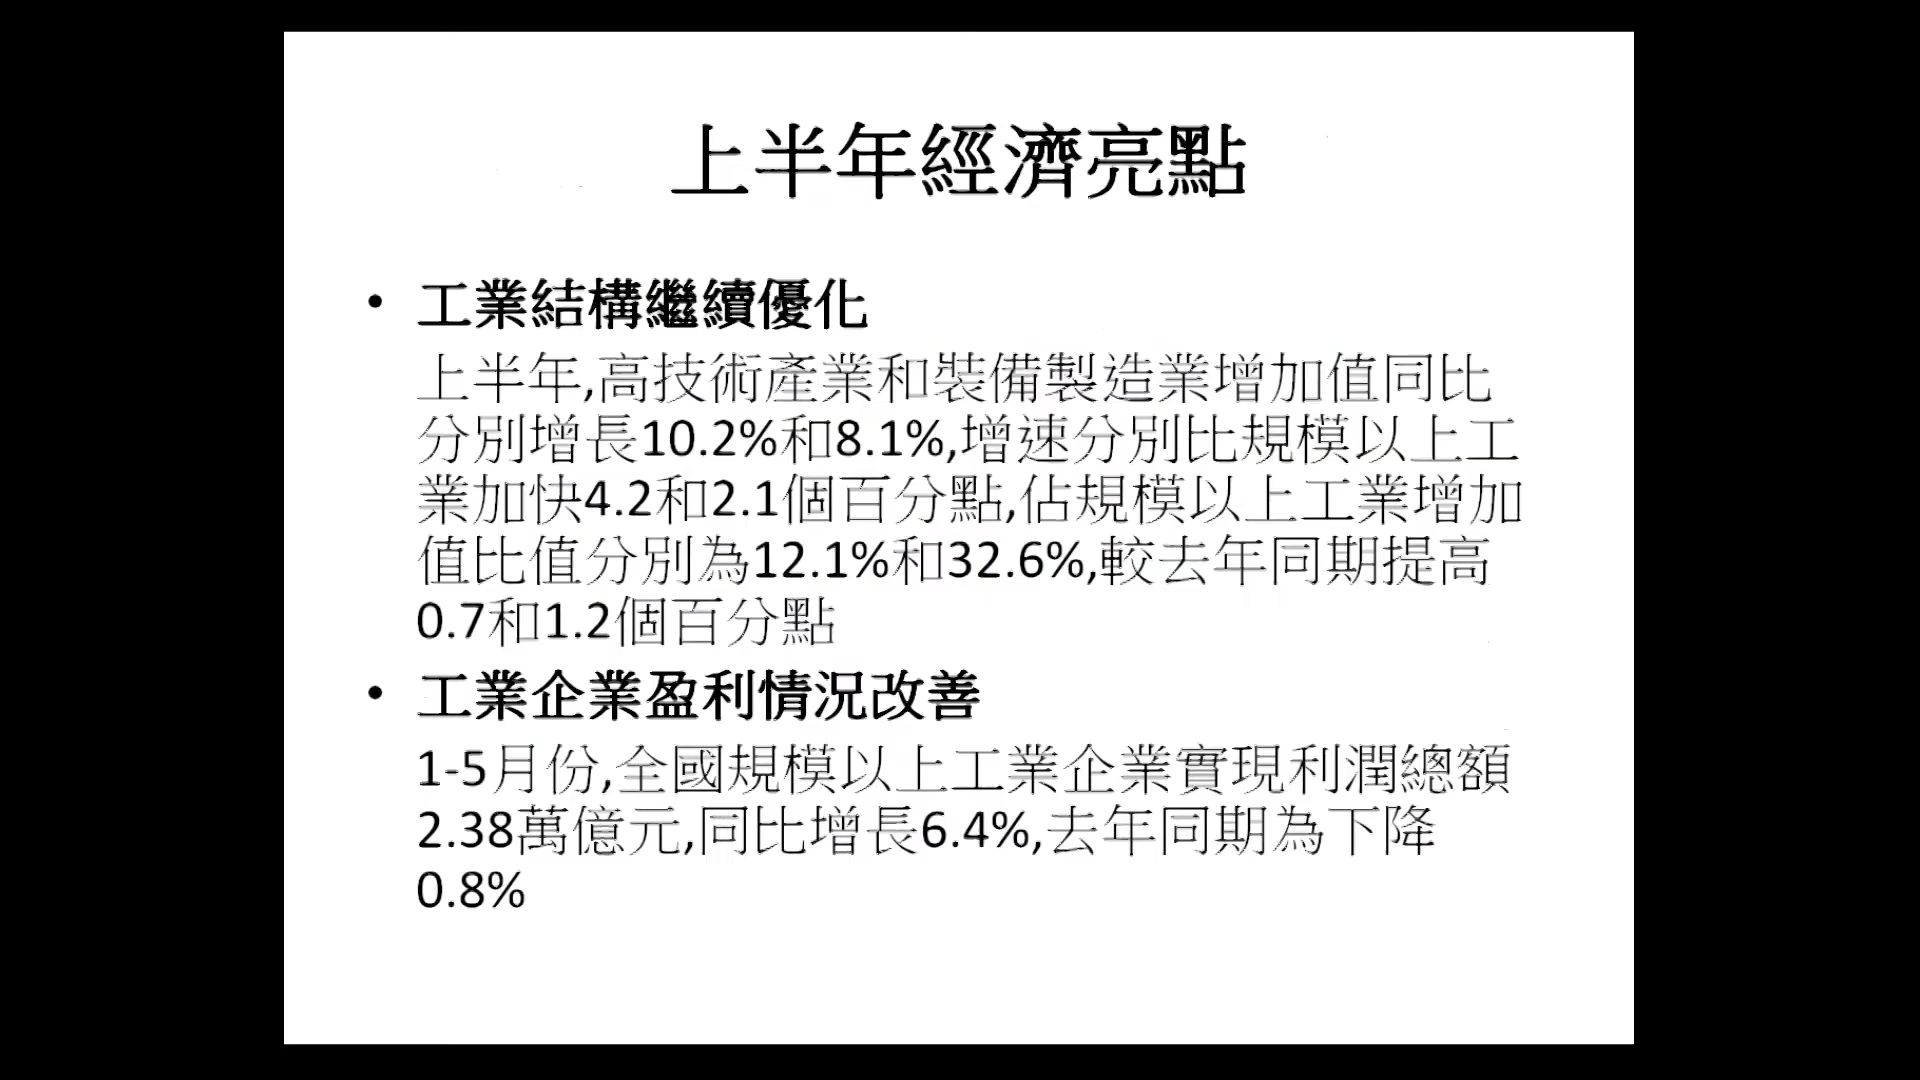 上半年經濟亮點
• 工業結構繼續優化
上半年,高技術產業和裝備製造業增加值同比
分別增長10.2%和8.1%,增速分別比規模以上工
業加快4.2和2.1個百分點,佔規模以上工業增加
值比值分別為12.1%和32.6%,較去年同期提高
0.7和1.2個百分點
• 工業企業盈利情況改善
1-5月份,全國規模以上工業企業實現利潤總額
2.38萬億元,同比增長6.4%,去年同期為下降
0.8%